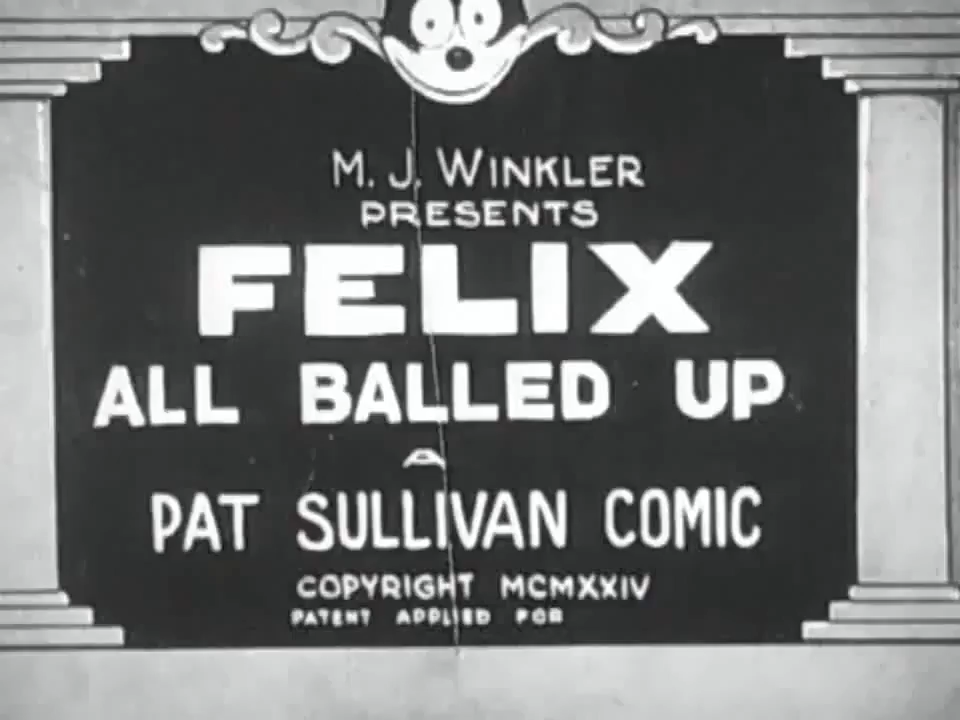 M. J. WINKLER
PRESENTS
FELIX
ALL BALLED UP
A
PAT SULLIVAN COMIC
COPYRIGHT MCMXXIV
PATENT APPLIED FOR